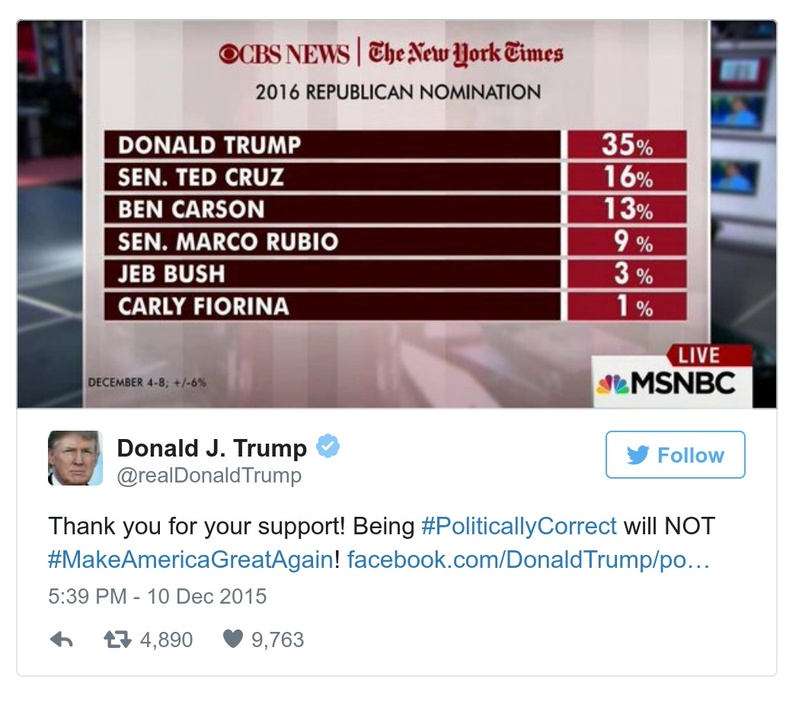 CBS NEWS | The New York Times
2016 REPUBLICAN NOMINATION
DONALD TRUMP 35%
SEN. TED CRUZ 16%
BEN CARSON 13%
SEN. MARCO RUBIO 9 %
JEB BUSH 3 %
CARLY FIORINA 1 %
DECEMBER 4-8; +/-6%
LIVE
MSNBC
Donald J. Trump
@realDonaldTrump
Follow
Thank you for your support! Being #PoliticallyCorrect will NOT
#MakeAmericaGreatAgain! facebook.com/DonaldTrump/po…
5:39 PM - 10 Dec 2015
4,890 9,763